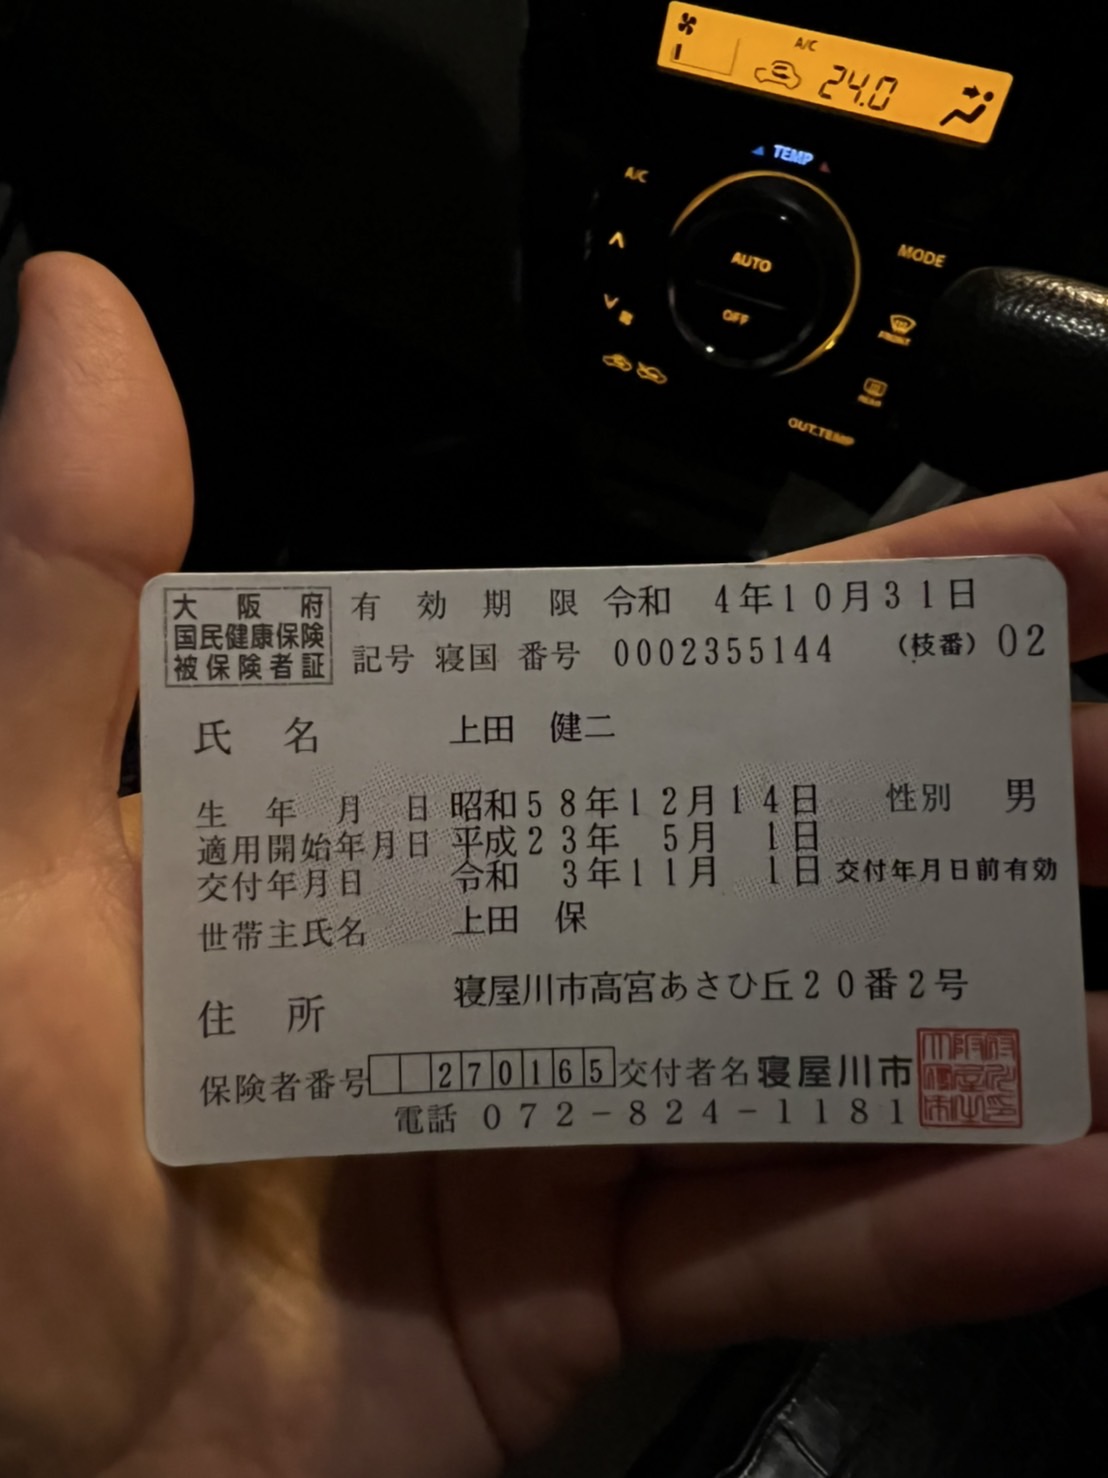 A/C
24.0
TEMP
A/C
AUTO
MODE
OFF
FRONT
REAR
OUT.TEMP
大阪府
国民健康保険
被保険者証
有効期限 令和 4年10月31日
記号 寝国 番号 0002355144 (枝番) 02
氏名 上田 健二
生年月日 昭和58年12月14日 性別 男
適用開始年月日 平成23年 5月 1日
交付年月日 令和 3年11月 1日 交付年月日前有効
世帯主氏名 上田 保
住所 寝屋川市高宮あさひ丘20番2号
保険者番号 270165 交付者名 寝屋川市
電話 072-824-1181